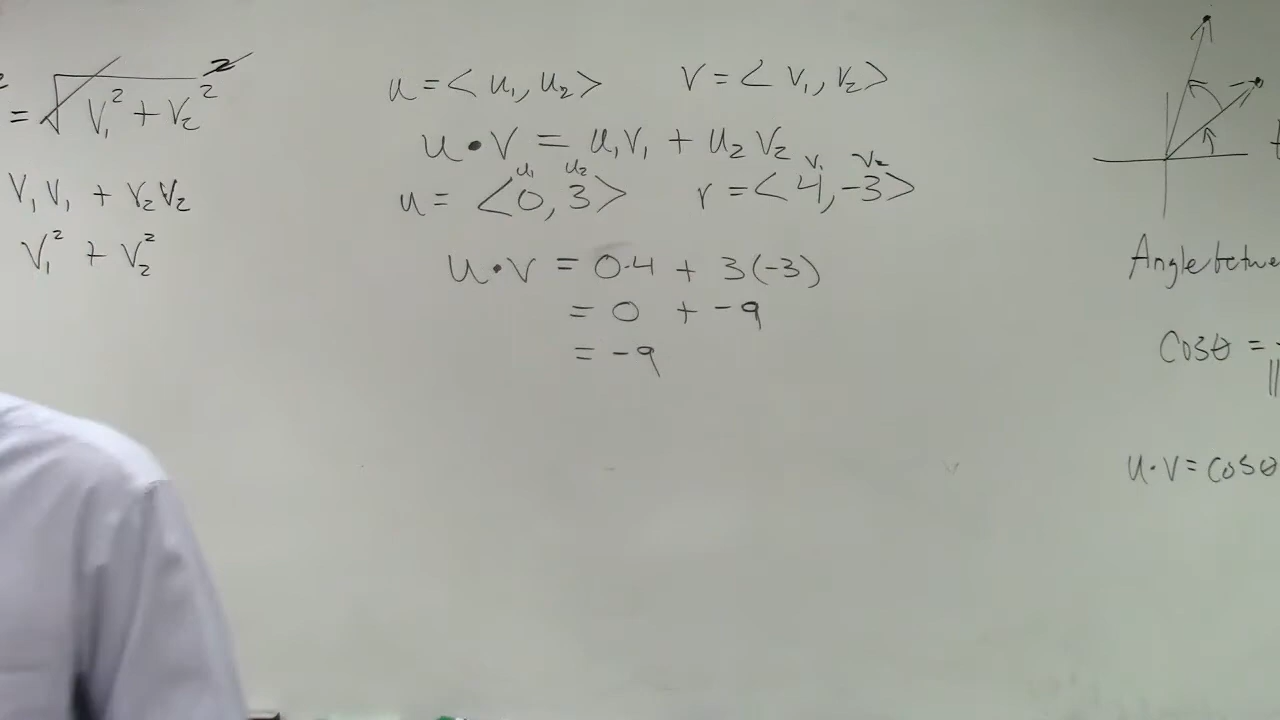 = √V₁² + V₂² ²
V₁V₁ + V₂V₂
V₁² + V₂²
u = < u₁, u₂ > V = < V₁, V₂ >
u • V = u₁V₁ + u₂V₂
u₁ u₂ V₁ V₂
u = <0, 3> v = <4, -3>
u • v = 0·4 + 3(-3)
= 0 + -9
= -9
Angle betwe
Cosθ =
||
u·v = cosθ